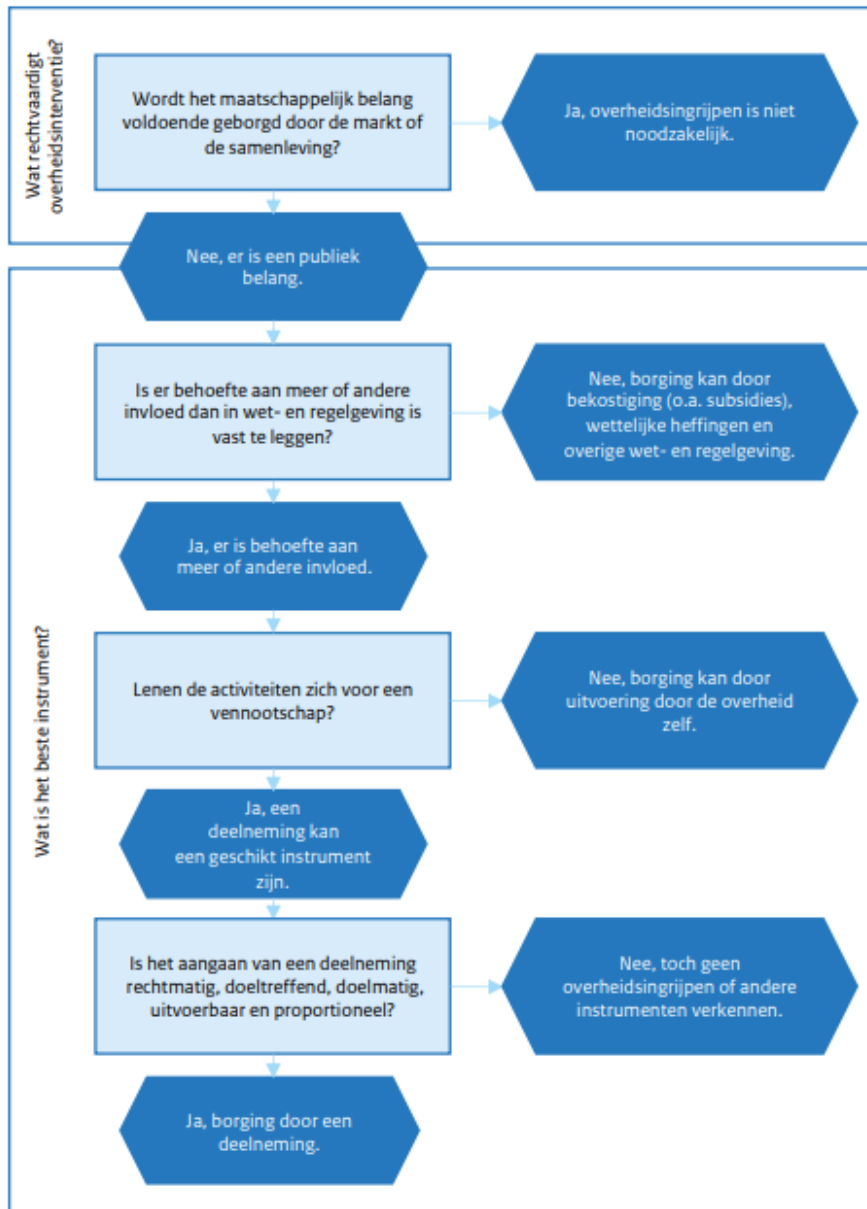 Wat rechtvaardigt
overheidsinterventie?
Wordt het maatschappelijk belang
voldoende geborgd door de markt of
de samenleving?
Ja, overheidsingrijpen is niet
noodzakelijk.
Nee, er is een publiek
belang.
Wat is het beste instrument?
Is er behoefte aan meer of andere
invloed dan in wet- en regelgeving is
vast te leggen?
Nee, borging kan door
bekostiging (o.a. subsidies),
wettelijke heffingen en
overige wet- en regelgeving.
Ja, er is behoefte aan
meer of andere invloed.
Lenen de activiteiten zich voor een
vennootschap?
Nee, borging kan door
uitvoering door de overheid
zelf.
Ja, een
deelneming kan
een geschikt instrument
zijn.
Is het aangaan van een deelneming
rechtmatig, doeltreffend, doelmatig,
uitvoerbaar en proportioneel?
Nee, toch geen
overheidsingrijpen of andere
instrumenten verkennen.
Ja, borging door een
deelneming.